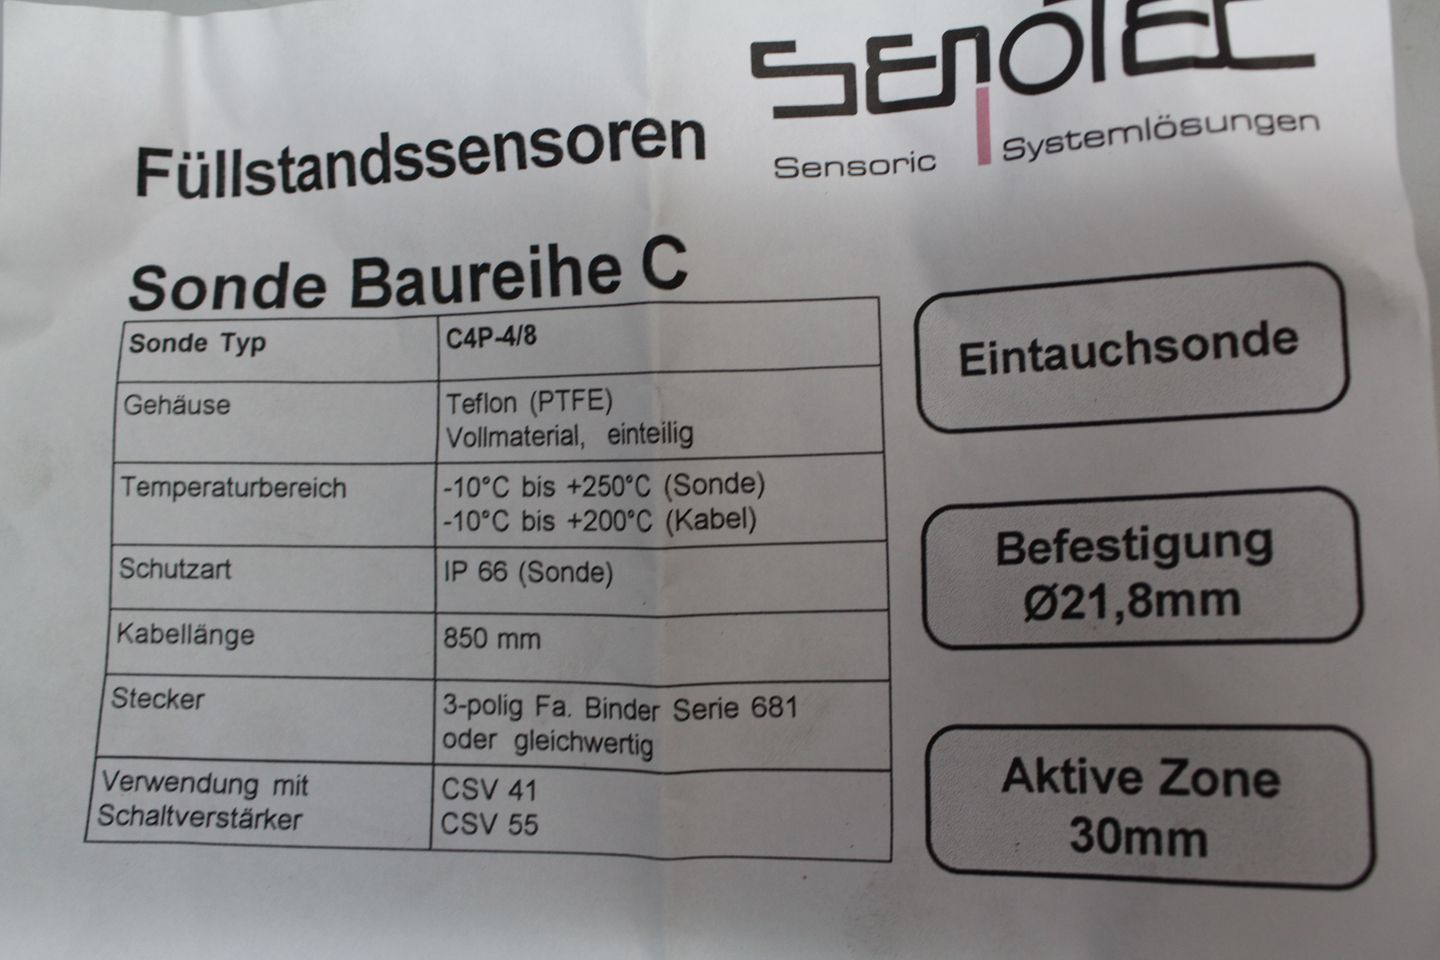 SENOTEC
Sensoric Systemlösungen
Füllstandssensoren
Sonde Baureihe C
Sonde Typ C4P-4/8
Gehäuse Teflon (PTFE)
Vollmaterial, einteilig
Temperaturbereich -10°C bis +250°C (Sonde)
-10°C bis +200°C (Kabel)
Schutzart IP 66 (Sonde)
Kabellänge 850 mm
Stecker 3-polig Fa. Binder Serie 681
oder gleichwertig
Verwendung mit CSV 41
Schaltverstärker CSV 55
Eintauchsonde
Befestigung
Ø21,8mm
Aktive Zone
30mm